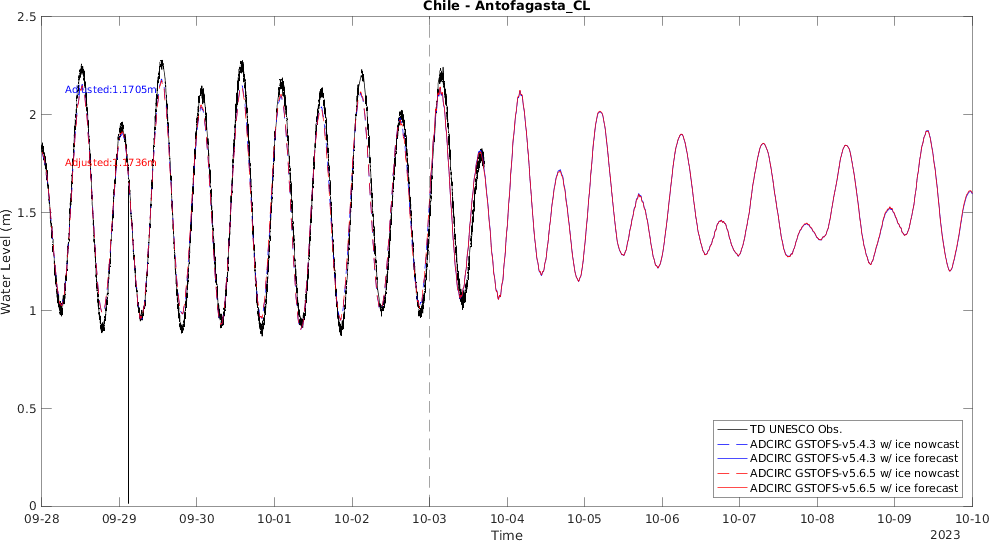 Chile - Antofagasta_CL
2.5
2
1.5
1
0.5
0
Water Level (m)
Adjusted:1.1705m
Adjusted:1.1736m
TD UNESCO Obs.
ADCIRC GSTOFS-v5.4.3 w/ ice nowcast
ADCIRC GSTOFS-v5.4.3 w/ ice forecast
ADCIRC GSTOFS-v5.6.5 w/ ice nowcast
ADCIRC GSTOFS-v5.6.5 w/ ice forecast
09-28 09-29 09-30 10-01 10-02 10-03 10-04 10-05 10-06 10-07 10-08 10-09 10-10
Time
2023